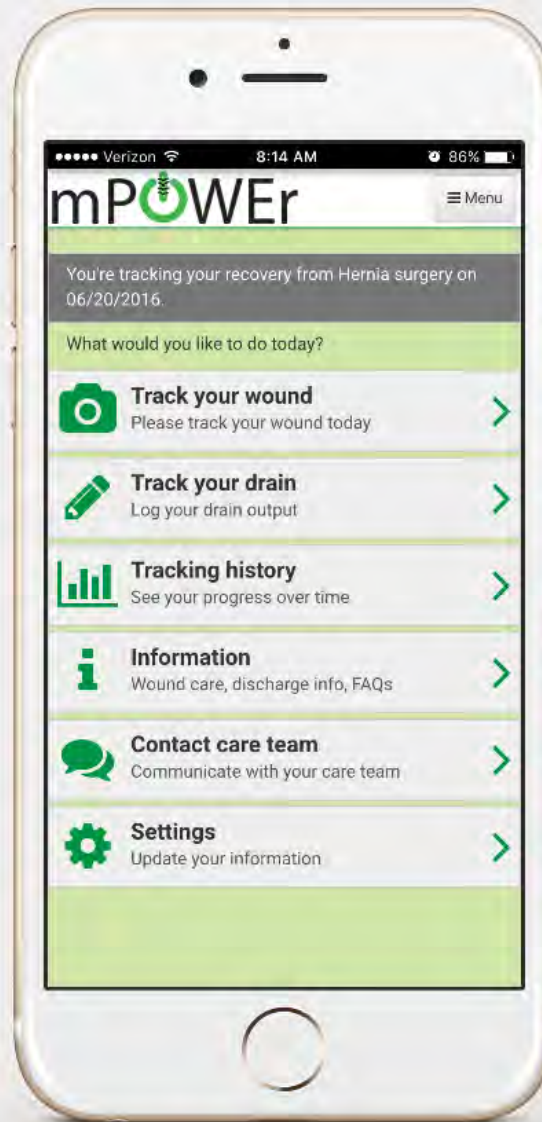 Verizon 8:14 AM 86%
mPOWEr Menu
You're tracking your recovery from Hernia surgery on
06/20/2016.
What would you like to do today?
Track your wound
Please track your wound today
Track your drain
Log your drain output
Tracking history
See your progress over time
Information
Wound care, discharge info, FAQs
Contact care team
Communicate with your care team
Settings
Update your information